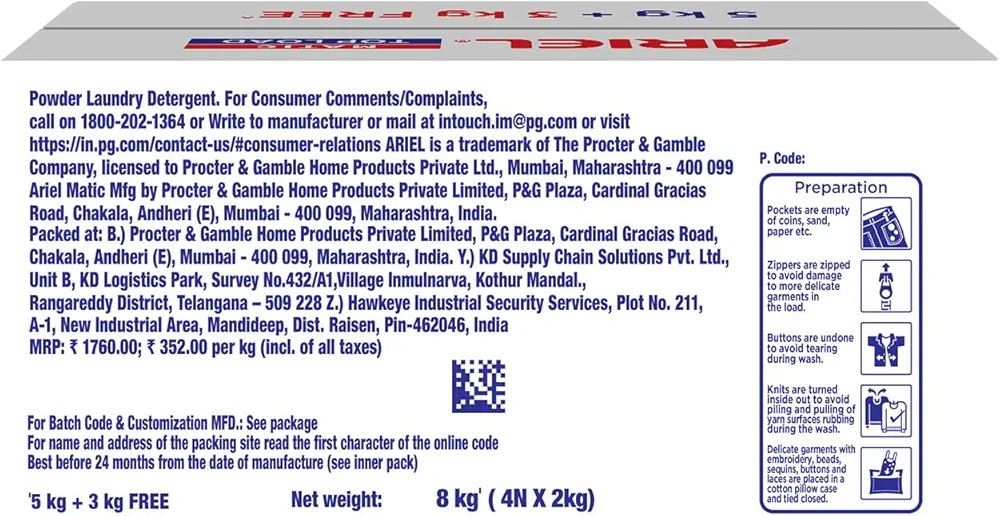 5 kg + 3 kg FREE^
ARIEL
MATIC
TOP LOAD
Powder Laundry Detergent. For Consumer Comments/Complaints,
call on 1800-202-1364 or Write to manufacturer or mail at intouch.im@pg.com or visit
https://in.pg.com/contact-us/#consumer-relations ARIEL is a trademark of The Procter & Gamble
Company, licensed to Procter & Gamble Home Products Private Ltd., Mumbai, Maharashtra - 400 099
Ariel Matic Mfg by Procter & Gamble Home Products Private Limited, P&G Plaza, Cardinal Gracias
Road, Chakala, Andheri (E), Mumbai - 400 099, Maharashtra, India.
Packed at: B.) Procter & Gamble Home Products Private Limited, P&G Plaza, Cardinal Gracias Road,
Chakala, Andheri (E), Mumbai - 400 099, Maharashtra, India. Y.) KD Supply Chain Solutions Pvt. Ltd.,
Unit B, KD Logistics Park, Survey No.432/A1,Village Inmulnarva, Kothur Mandal.,
Rangareddy District, Telangana – 509 228 Z.) Hawkeye Industrial Security Services, Plot No. 211,
A-1, New Industrial Area, Mandideep, Dist. Raisen, Pin-462046, India
MRP: ₹ 1760.00; ₹ 352.00 per kg (incl. of all taxes)
For Batch Code & Customization MFD.: See package
For name and address of the packing site read the first character of the online code
Best before 24 months from the date of manufacture (see inner pack)
'5 kg + 3 kg FREE
Net weight: 8 kg' ( 4N X 2kg)
P. Code:
Preparation
Pockets are empty
of coins, sand,
paper etc.
Zippers are zipped
to avoid damage
to more delicate
garments in
the load.
Buttons are undone
to avoid tearing
during wash.
Knits are turned
inside out to avoid
piling and pulling of
yarn surfaces rubbing
during the wash.
Delicate garments with
embroidery, beads,
sequins, buttons and
laces are placed in a
cotton pillow case
and tied closed.